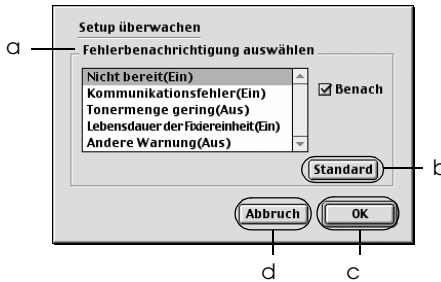 Setup überwachen
a
Fehlerbenachrichtigung auswählen
Nicht bereit(Ein)
Kommunikationsfehler(Ein)
Tonermenge gering(Aus)
Lebensdauer der Fixiereinheit(Ein)
Andere Warnung(Aus)
Benach
Standard
b
Abbruch
OK
d
c